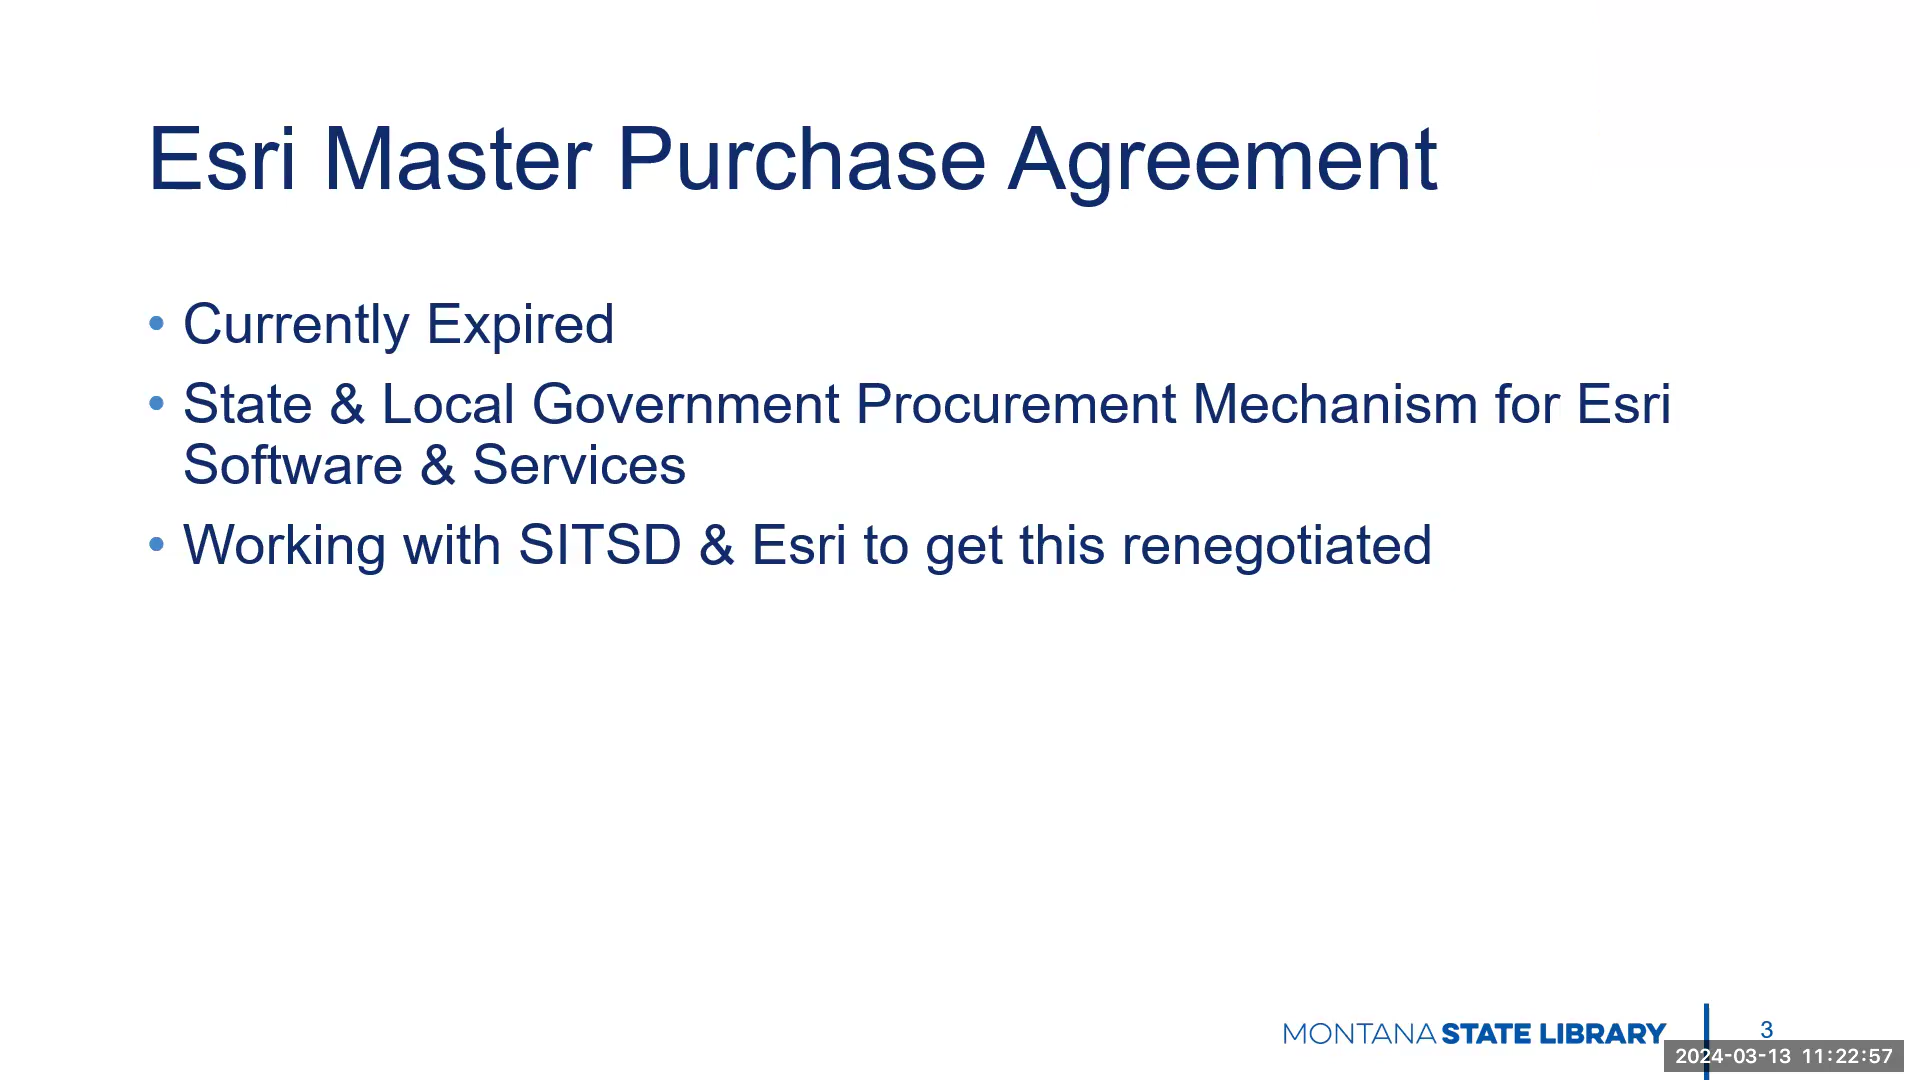 Esri Master Purchase Agreement
• Currently Expired
• State & Local Government Procurement Mechanism for Esri
Software & Services
• Working with SITSD & Esri to get this renegotiated
MONTANA STATE LIBRARY
3
2024-03-13 11:22:57